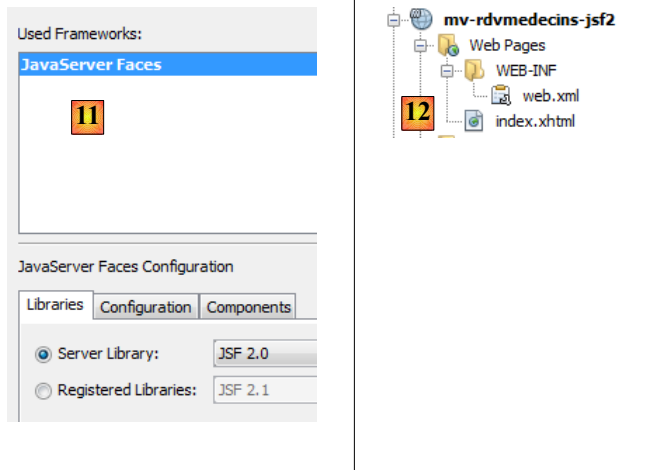 Used Frameworks:
JavaServer Faces
11
JavaServer Faces Configuration
Libraries
Configuration
Components
Server Library:
JSF 2.0
Registered Libraries:
JSF 2.1
mv-rdvmedecins-jsf2
Web Pages
WEB-INF
web.xml
12
index.xhtml